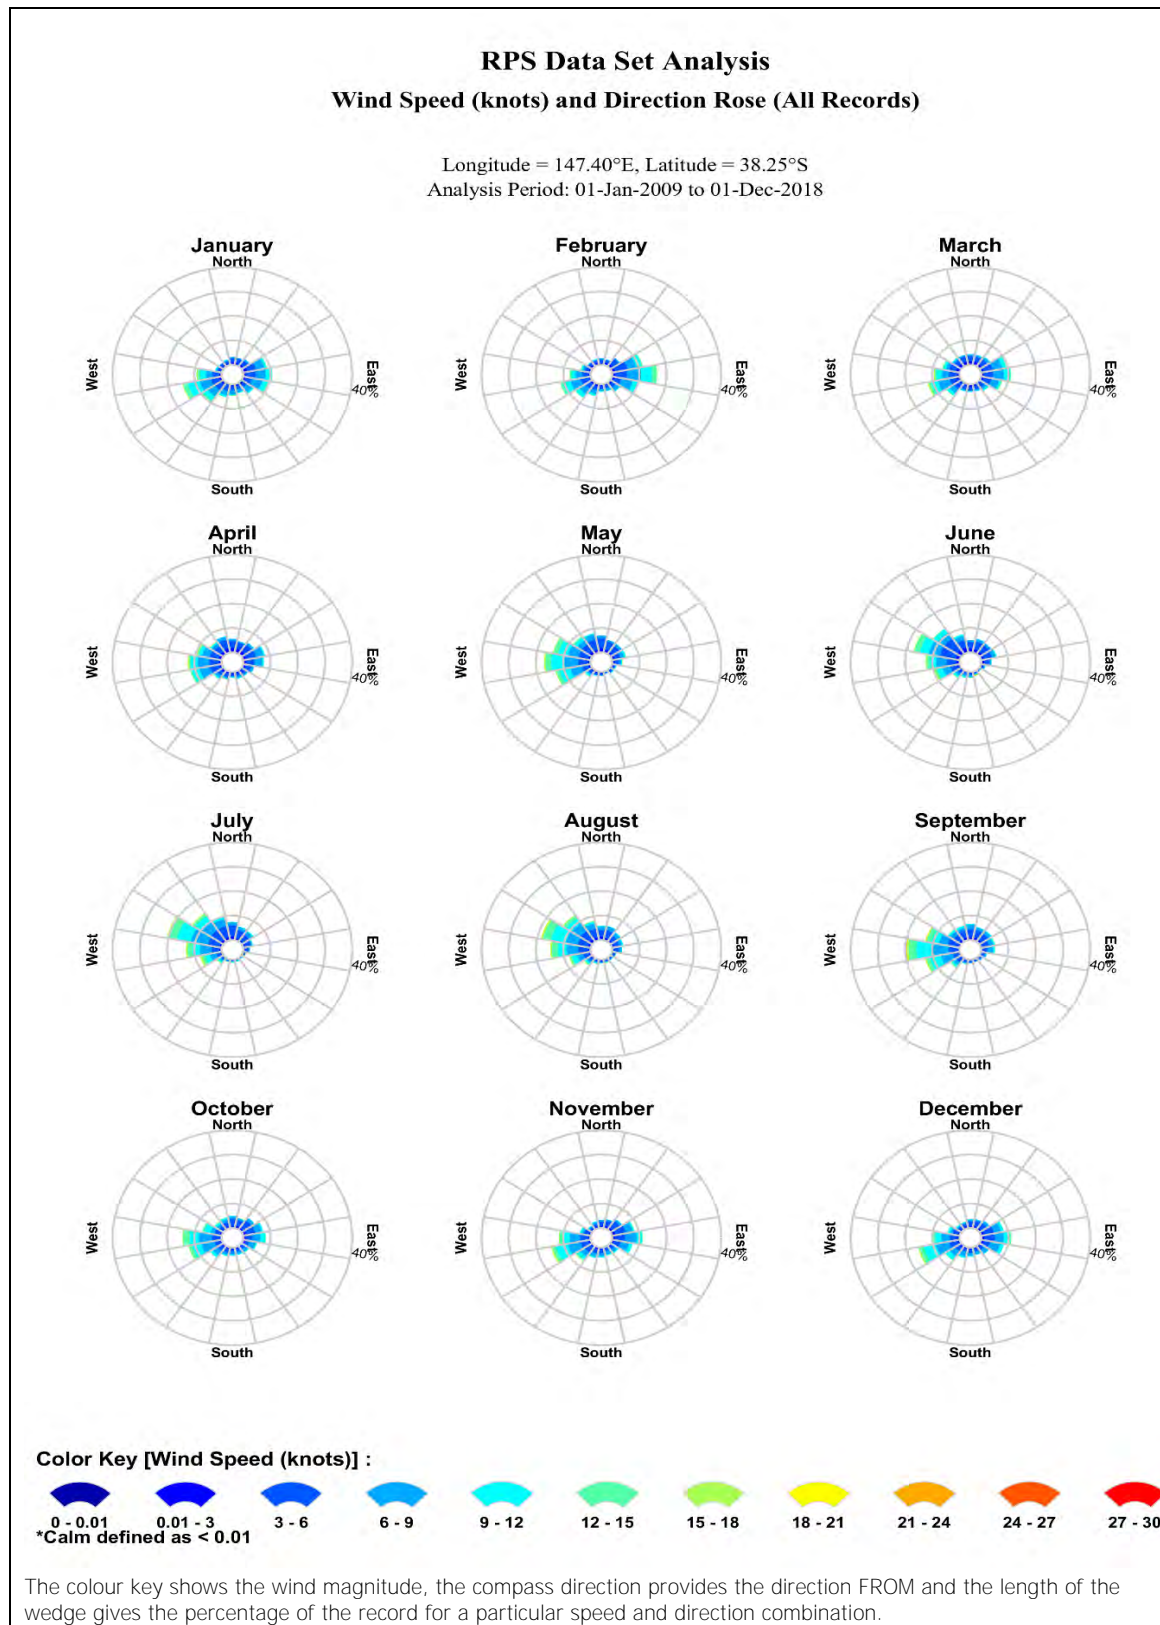 RPS Data Set Analysis
Wind Speed (knots) and Direction Rose (All Records)
Longitude = 147.40°E, Latitude = 38.25°S
Analysis Period: 01-Jan-2009 to 01-Dec-2018
January February March
North North North
West East West East West East
40% 40% 40%
South South South
April May June
North North North
West East West East West East
40% 40% 40%
South South South
July August September
North North North
West East West East West East
40% 40% 40%
South South South
October November December
North North North
West East West East West East
40% 40% 40%
South South South
Color Key [Wind Speed (knots)] :
0 - 0.01 0.01 - 3 3 - 6 6 - 9 9 - 12 12 - 15 15 - 18 18 - 21 21 - 24 24 - 27 27 - 30
*Calm defined as < 0.01
The colour key shows the wind magnitude, the compass direction provides the direction FROM and the length of the
wedge gives the percentage of the record for a particular speed and direction combination.